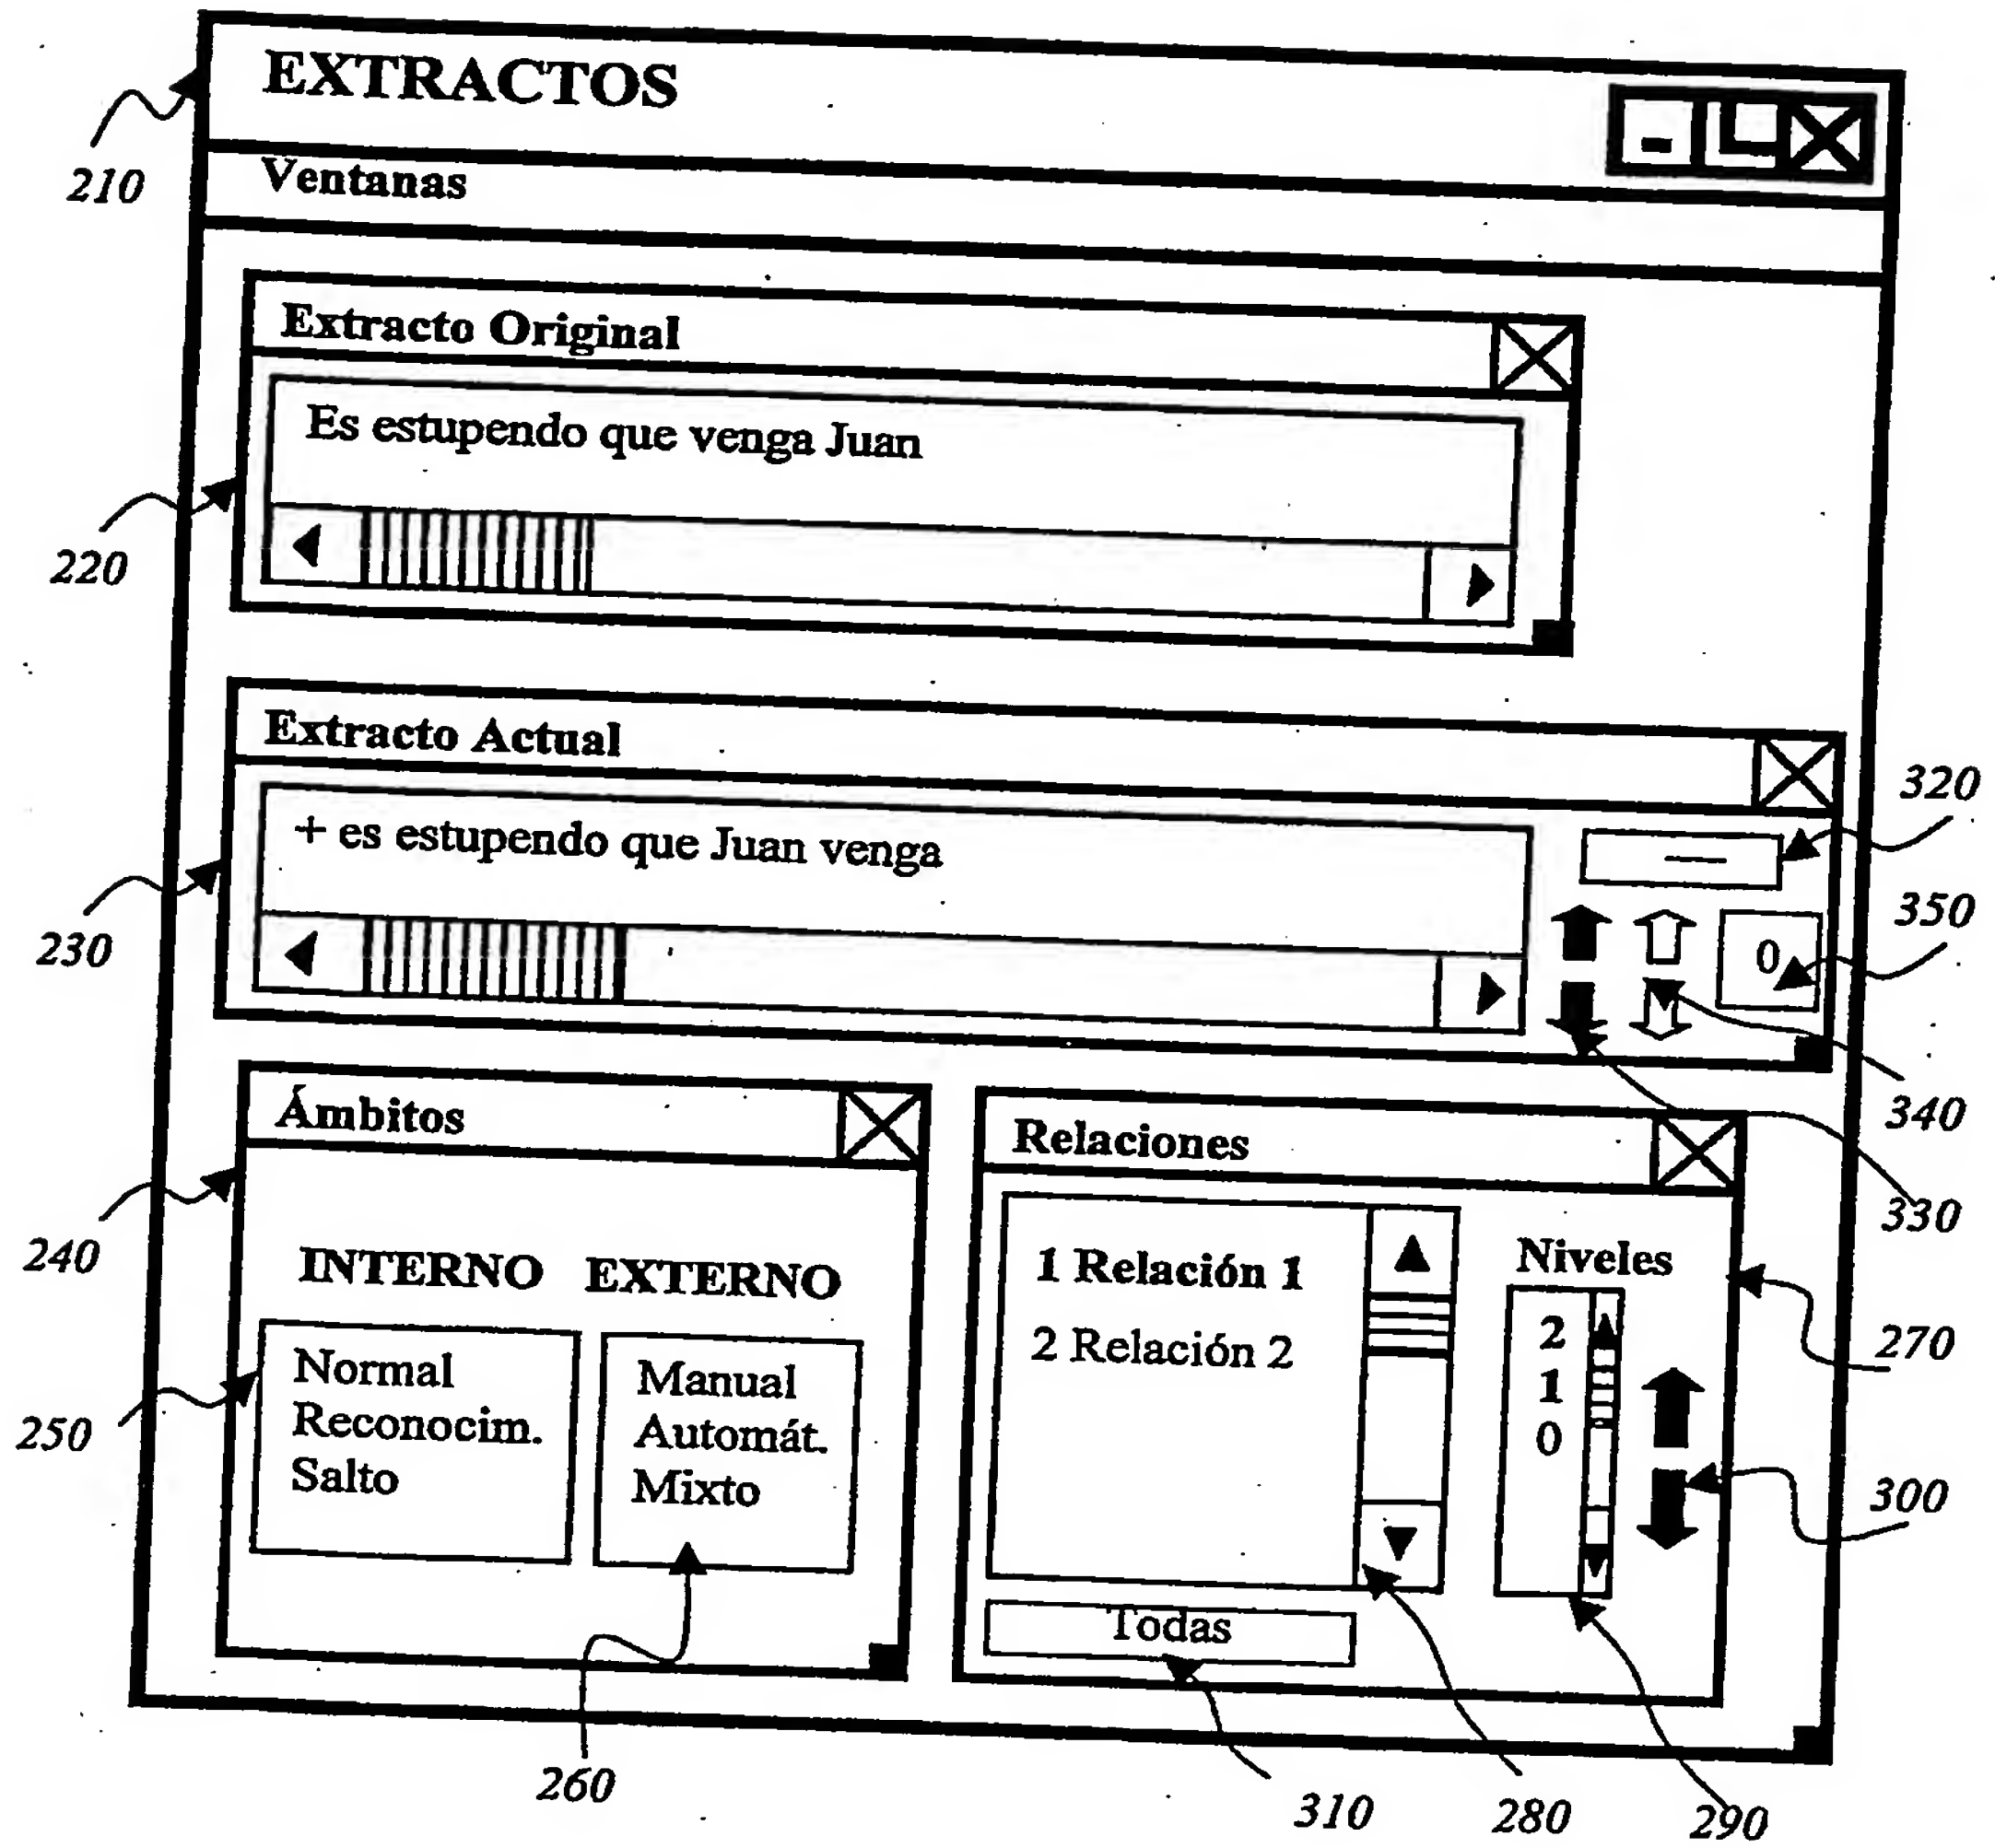 EXTRACTOS
210
Ventanas
Extracto Original
Es estupendo que venga Juan
220
Extracto Actual
320
+ es estupendo que Juan venga
—
350
0
230
340
Ámbitos
Relaciones
330
240
INTERNO EXTERNO
1 Relación 1
Niveles
270
2 Relación 2
2
1
0
Normal
Reconocim.
Salto
Manual
Automát.
Mixto
250
300
Todas
260
310
280
290